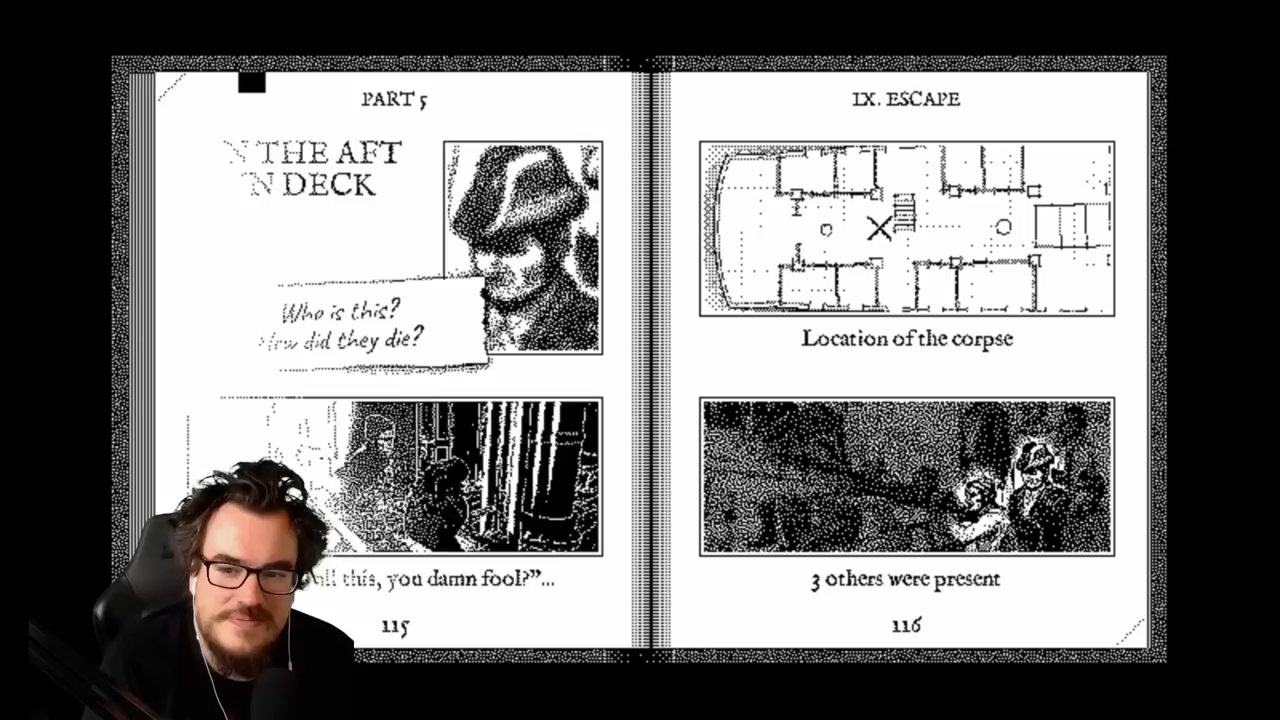 PART 5
THE AFT
DECK
Who is this?
did they die?
this, you damn fool?”...
115
IX. ESCAPE
Location of the corpse
3 others were present
116